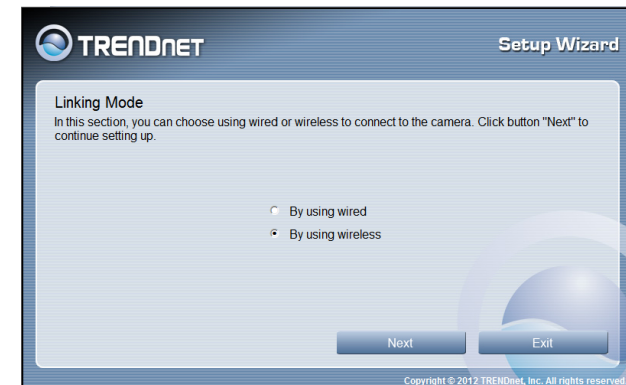 TRENDNET
Setup Wizard
Linking Mode
In this section, you can choose using wired or wireless to connect to the camera. Click button "Next" to
continue setting up.
By using wired
By using wireless
Next
Exit
Copyright © 2012 TRENDnet, Inc. All rights reserved